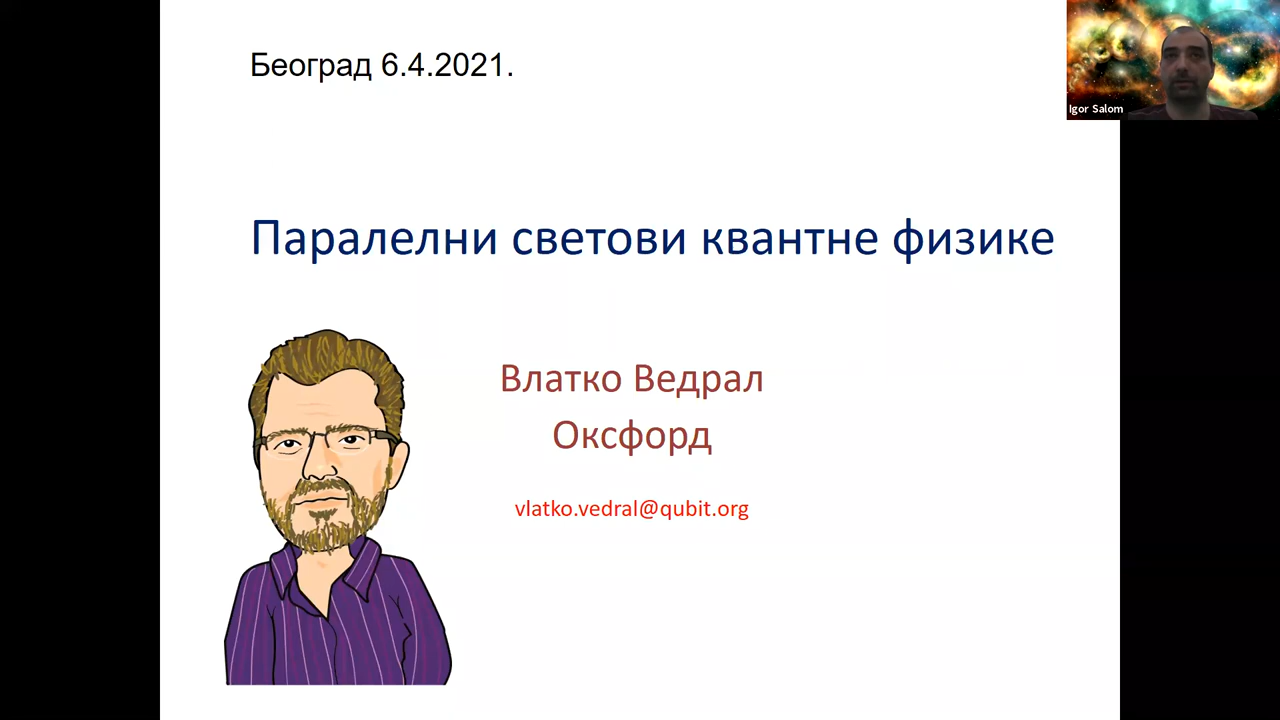 Београд 6.4.2021.
Igor Salom
Паралелни светови квантне физике
Влатко Ведрал
Оксфорд
vlatko.vedral@qubit.org